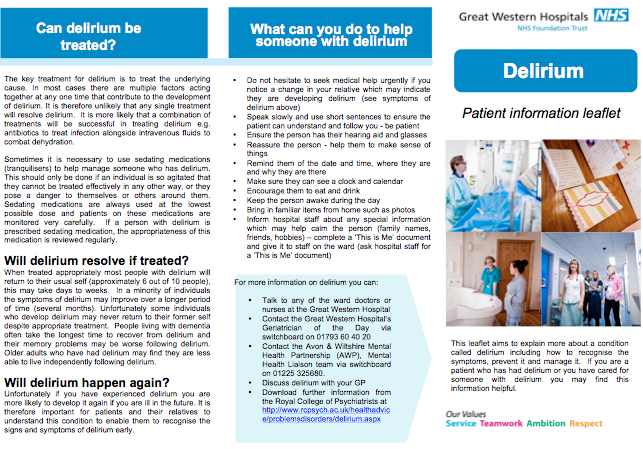 Can delirium be
treated?
The key treatment for delirium is to treat the underlying
cause. In most cases there are multiple factors acting
together at any one time that contribute to the development
of delirium. It is therefore unlikely that any single treatment
will resolve delirium. It is more likely that a combination of
treatments will be successful in treating delirium e.g.
antibiotics to treat infection alongside intravenous fluids to
combat dehydration.
Sometimes it is necessary to use sedating medications
(tranquilisers) to help manage someone who has delirium.
This should only be done if an individual is so agitated that
they cannot be treated effectively in any other way, or they
pose a danger to themselves or others around them.
Sedating medications are always used at the lowest
possible dose and patients on these medications are
monitored very carefully. If a person with delirium is
prescribed sedating medication, the appropriateness of this
medication is reviewed regularly.
Will delirium resolve if treated?
When treated appropriately most people with delirium will
return to their usual self (approximately 6 out of 10 people),
this may take days to weeks. In a minority of individuals
the symptoms of delirium may improve over a longer period
of time (several months). Unfortunately some individuals
who develop delirium may never return to their former self
despite appropriate treatment. People living with dementia
often take the longest time to recover from delirium and
their memory problems may be worse following delirium.
Older adults who have had delirium may find they are less
able to live independently following delirium.
Will delirium happen again?
Unfortunately if you have experienced delirium you are
more likely to develop it again if you are ill in the future. It is
therefore important for patients and their relatives to
understand this condition to enable them to recognise the
signs and symptoms of delirium early.
What can you do to help
someone with delirium
• Do not hesitate to seek medical help urgently if you
notice a change in your relative which may indicate
they are developing delirium (see symptoms of
delirium above)
• Speak slowly and use short sentences to ensure the
patient can understand and follow you - be patient
• Ensure the person has their hearing aid and glasses
• Reassure the person - help them to make sense of
things
• Remind them of the date and time, where they are
and why they are there
• Make sure they can see a clock and calendar
• Encourage them to eat and drink
• Keep the person awake during the day
• Bring in familiar items from home such as photos
• Inform hospital staff about any special information
which may help calm the person (family names,
friends, hobbies) – complete a 'This is Me' document
and give it to staff on the ward (ask hospital staff for
a 'This is Me' document)
For more information on delirium you can:
• Talk to any of the ward doctors or
nurses at the Great Western Hospital
• Contact the Great Western Hospital's
Geriatrician of the Day via
switchboard on 01793 60 40 20
• Contact the Avon & Wiltshire Mental
Health Partnership (AWP), Mental
Health Liaison team via switchboard
on 01225 325680.
• Discuss delirium with your GP
• Download further information from
the Royal College of Psychiatrists at
http://www.rcpsych.ac.uk/healthadvic
e/problemsdisorders/delirium.aspx
Great Western Hospitals NHS
NHS Foundation Trust
Delirium
Patient information leaflet
This leaflet aims to explain more about a condition
called delirium including how to recognise the
symptoms, prevent it and manage it. If you are a
patient who has had delirium or you have cared for
someone with delirium you may find this
information helpful.
Our Values
Service Teamwork Ambition Respect